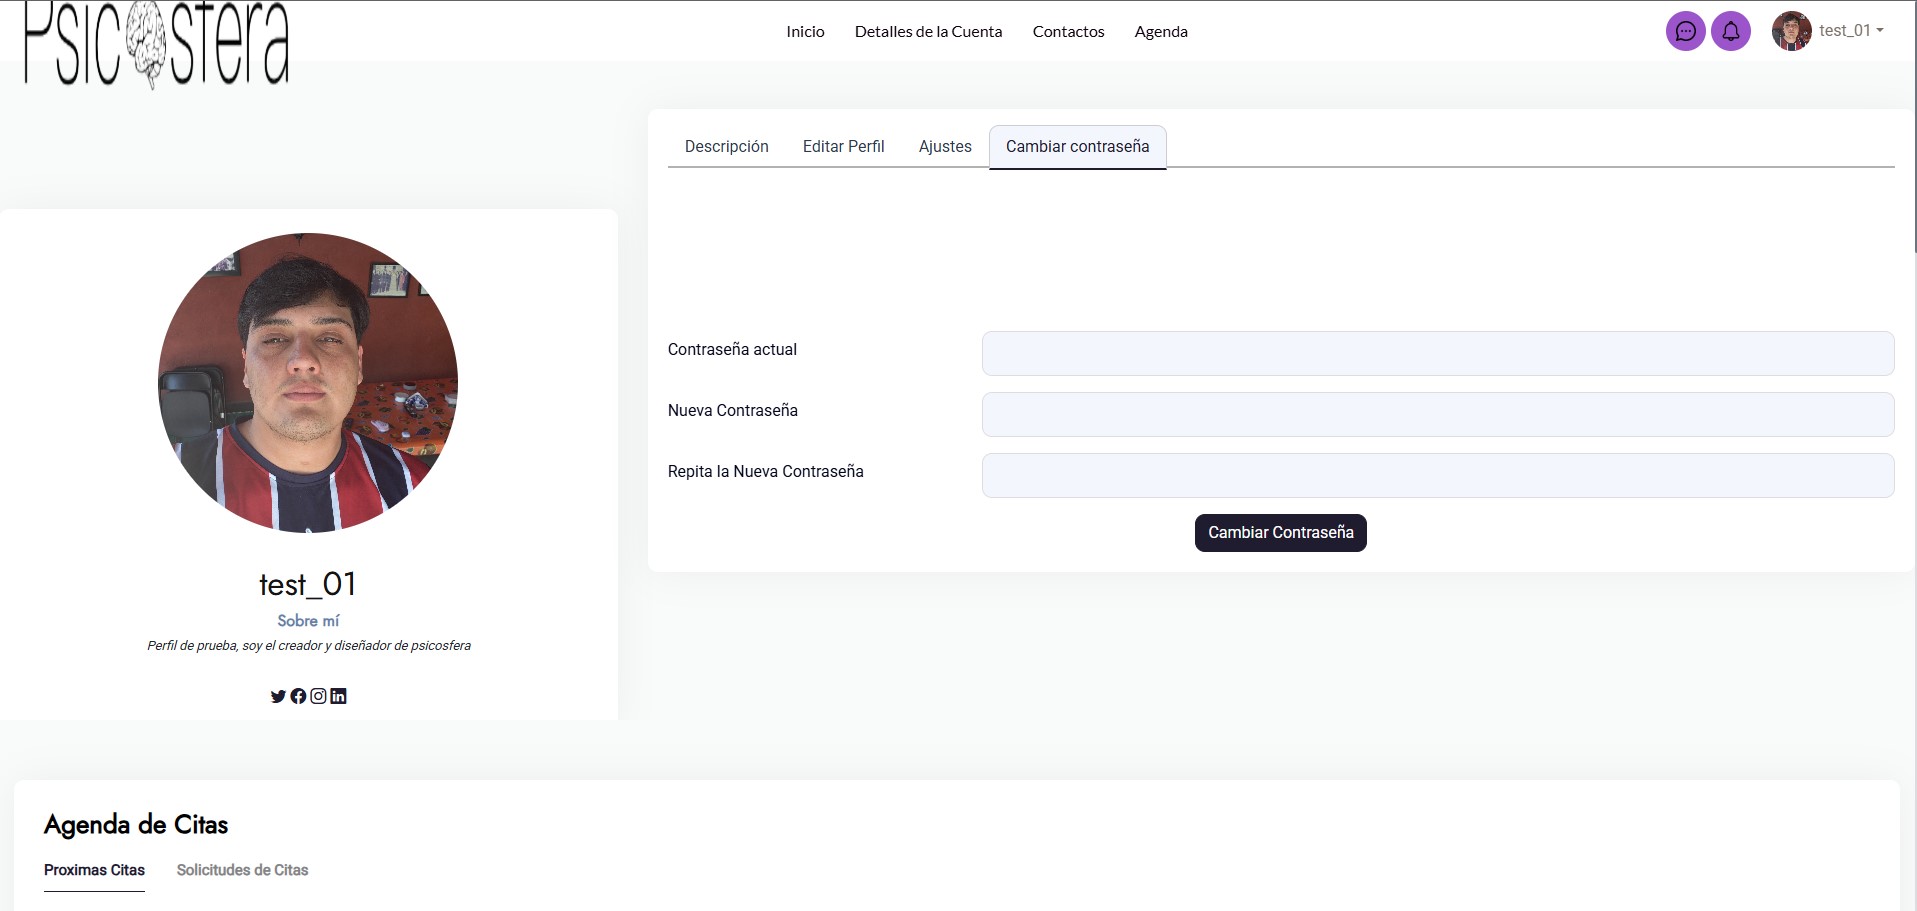 Psicosfera
Inicio Detalles de la Cuenta Contactos Agenda test_01
Descripción Editar Perfil Ajustes Cambiar contraseña
Contraseña actual
Nueva Contraseña
Repita la Nueva Contraseña
Cambiar Contraseña
test_01
Sobre mí
Perfil de prueba, soy el creador y diseñador de psicosfera
Agenda de Citas
Proximas Citas Solicitudes de Citas